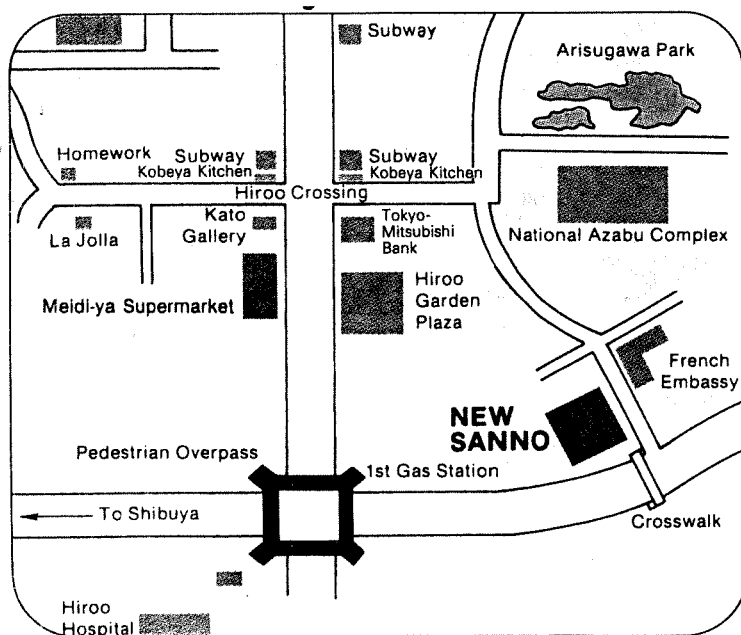 Subway
Arisugawa Park
Homework
Subway
Kobeya Kitchen
Subway
Kobeya Kitchen
Hiroo Crossing
La Jolla
Kato
Gallery
Tokyo-
Mitsubishi
Bank
National Azabu Complex
Meidi-ya Supermarket
Hiroo
Garden
Plaza
French
Embassy
NEW
SANNO
Pedestrian Overpass
1st Gas Station
To Shibuya
Crosswalk
Hiroo
Hospital